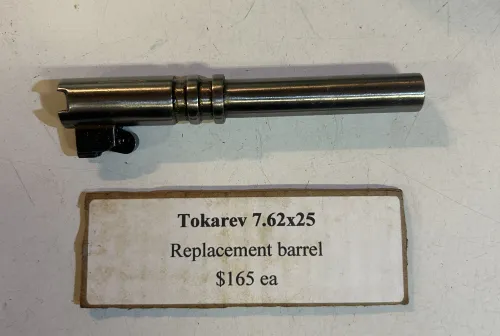 Tokarev 7.62x25
Replacement barrel
$165 ea